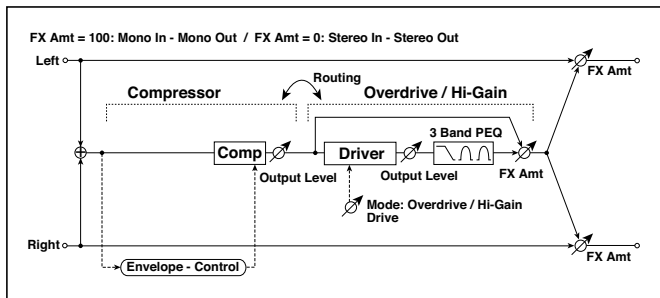 FX Amt = 100: Mono In - Mono Out / FX Amt = 0: Stereo In - Stereo Out
Left
FX Amt
Routing
Compressor
Overdrive / Hi-Gain
3 Band PEQ
Comp
Driver
Output Level
Output Level
FX Amt
Mode: Overdrive / Hi-Gain
Drive
Right
FX Amt
Envelope - Control